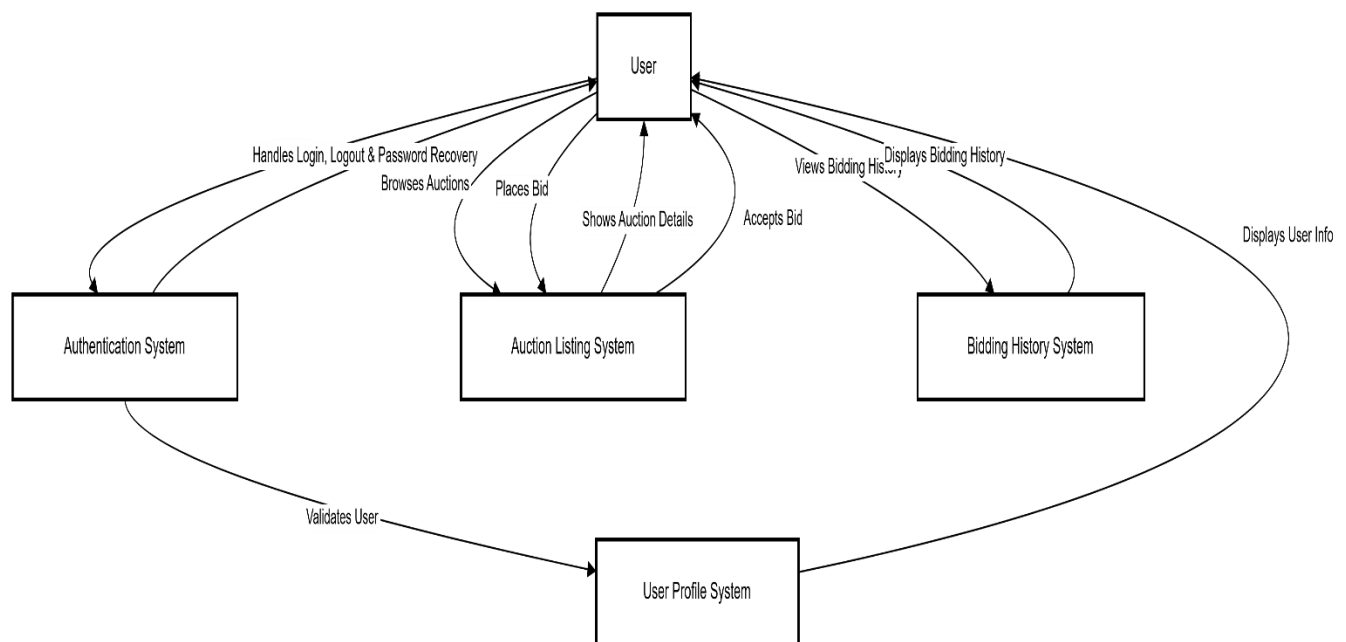 User
Handles Login, Logout & Password Recovery
Displays Bidding History
Views Bidding History
Browses Auctions
Places Bid
Shows Auction Details
Accepts Bid
Displays User Info
Authentication System
Auction Listing System
Bidding History System
Validates User
User Profile System